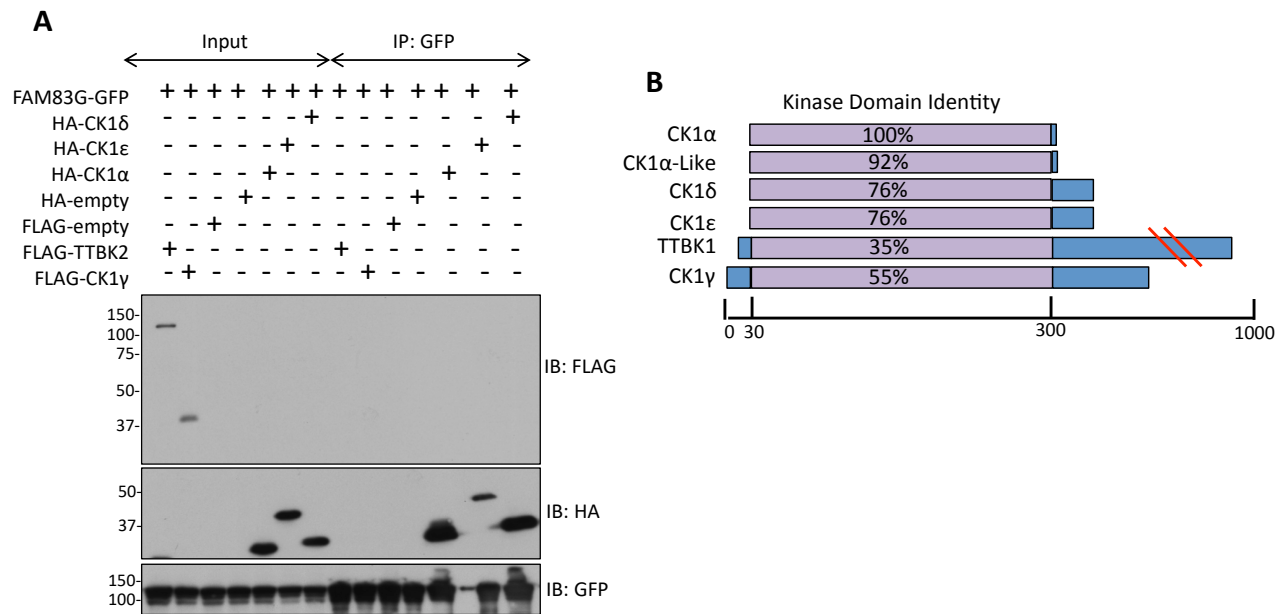 A
Input IP: GFP
FAM83G-GFP + + + + + + + + + + + + + +
HA-CK1δ - - - - - - + - - - - - - +
HA-CK1ε - - - - - + - - - - - - + -
HA-CK1α - - - - + - - - - - - + - -
HA-empty - - - + - - - - - - + - - -
FLAG-empty - - + - - - - - - + - - - -
FLAG-TTBK2 + - - - - - - + - - - - - -
FLAG-CK1γ - + - - - - - - + - - - - -
150-
100-
75-
50-
37-
IB: FLAG
50-
37-
IB: HA
150-
100-
IB: GFP
B
Kinase Domain Identity
CK1α 100%
CK1α-Like 92%
CK1δ 76%
CK1ε 76%
TTBK1 35%
CK1γ 55%
0 30 300 1000